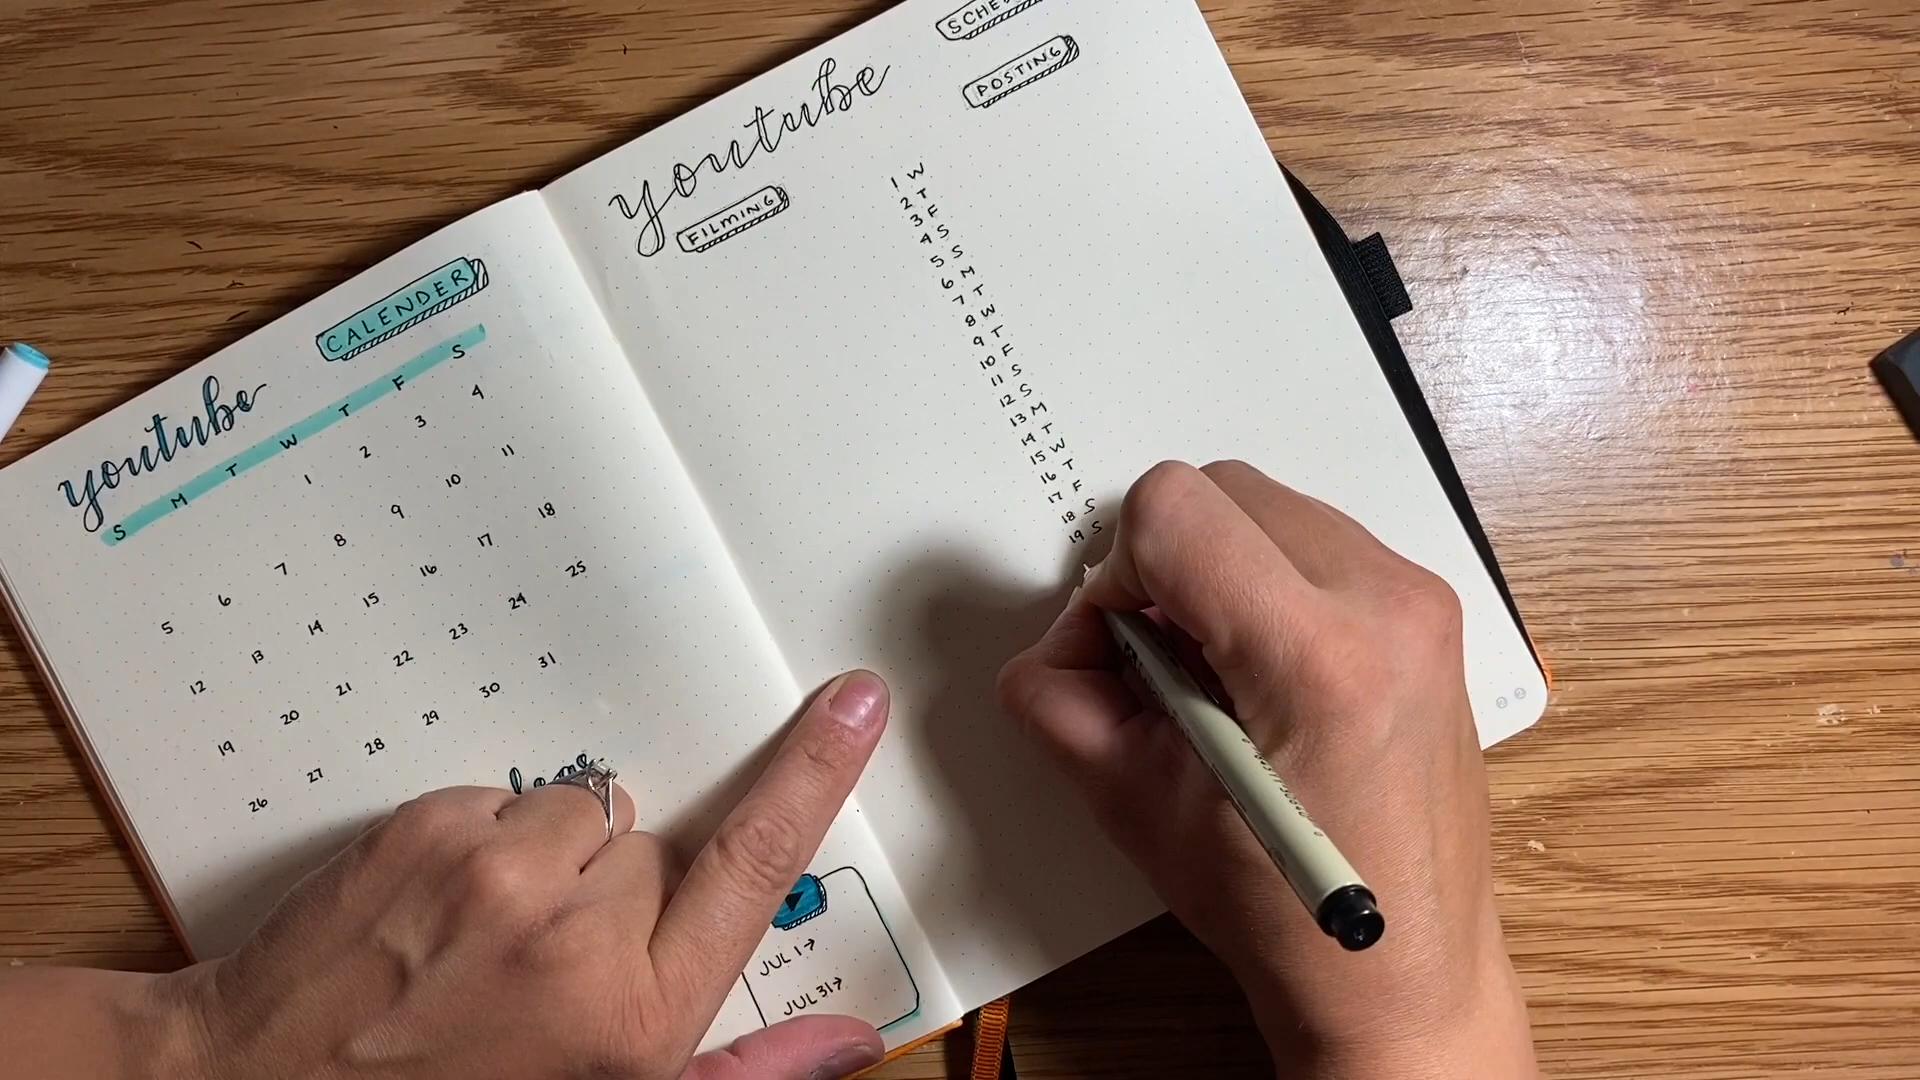 youtube
CALENDER
S M T W T F S
1 2 3 4
5 6 7 8 9 10 11
12 13 14 15 16 17 18
19 20 21 22 23 24 25
26 27 28 29 30 31
JUL 1→
JUL 31→
youtube
FILMING
POSTING
1 W
2 T
3 F
4 S
5 S
6 M
7 T
8 W
9 T
10 F
11 S
12 S
13 M
14 T
15 W
16 T
17 F
18 S
19 S
22